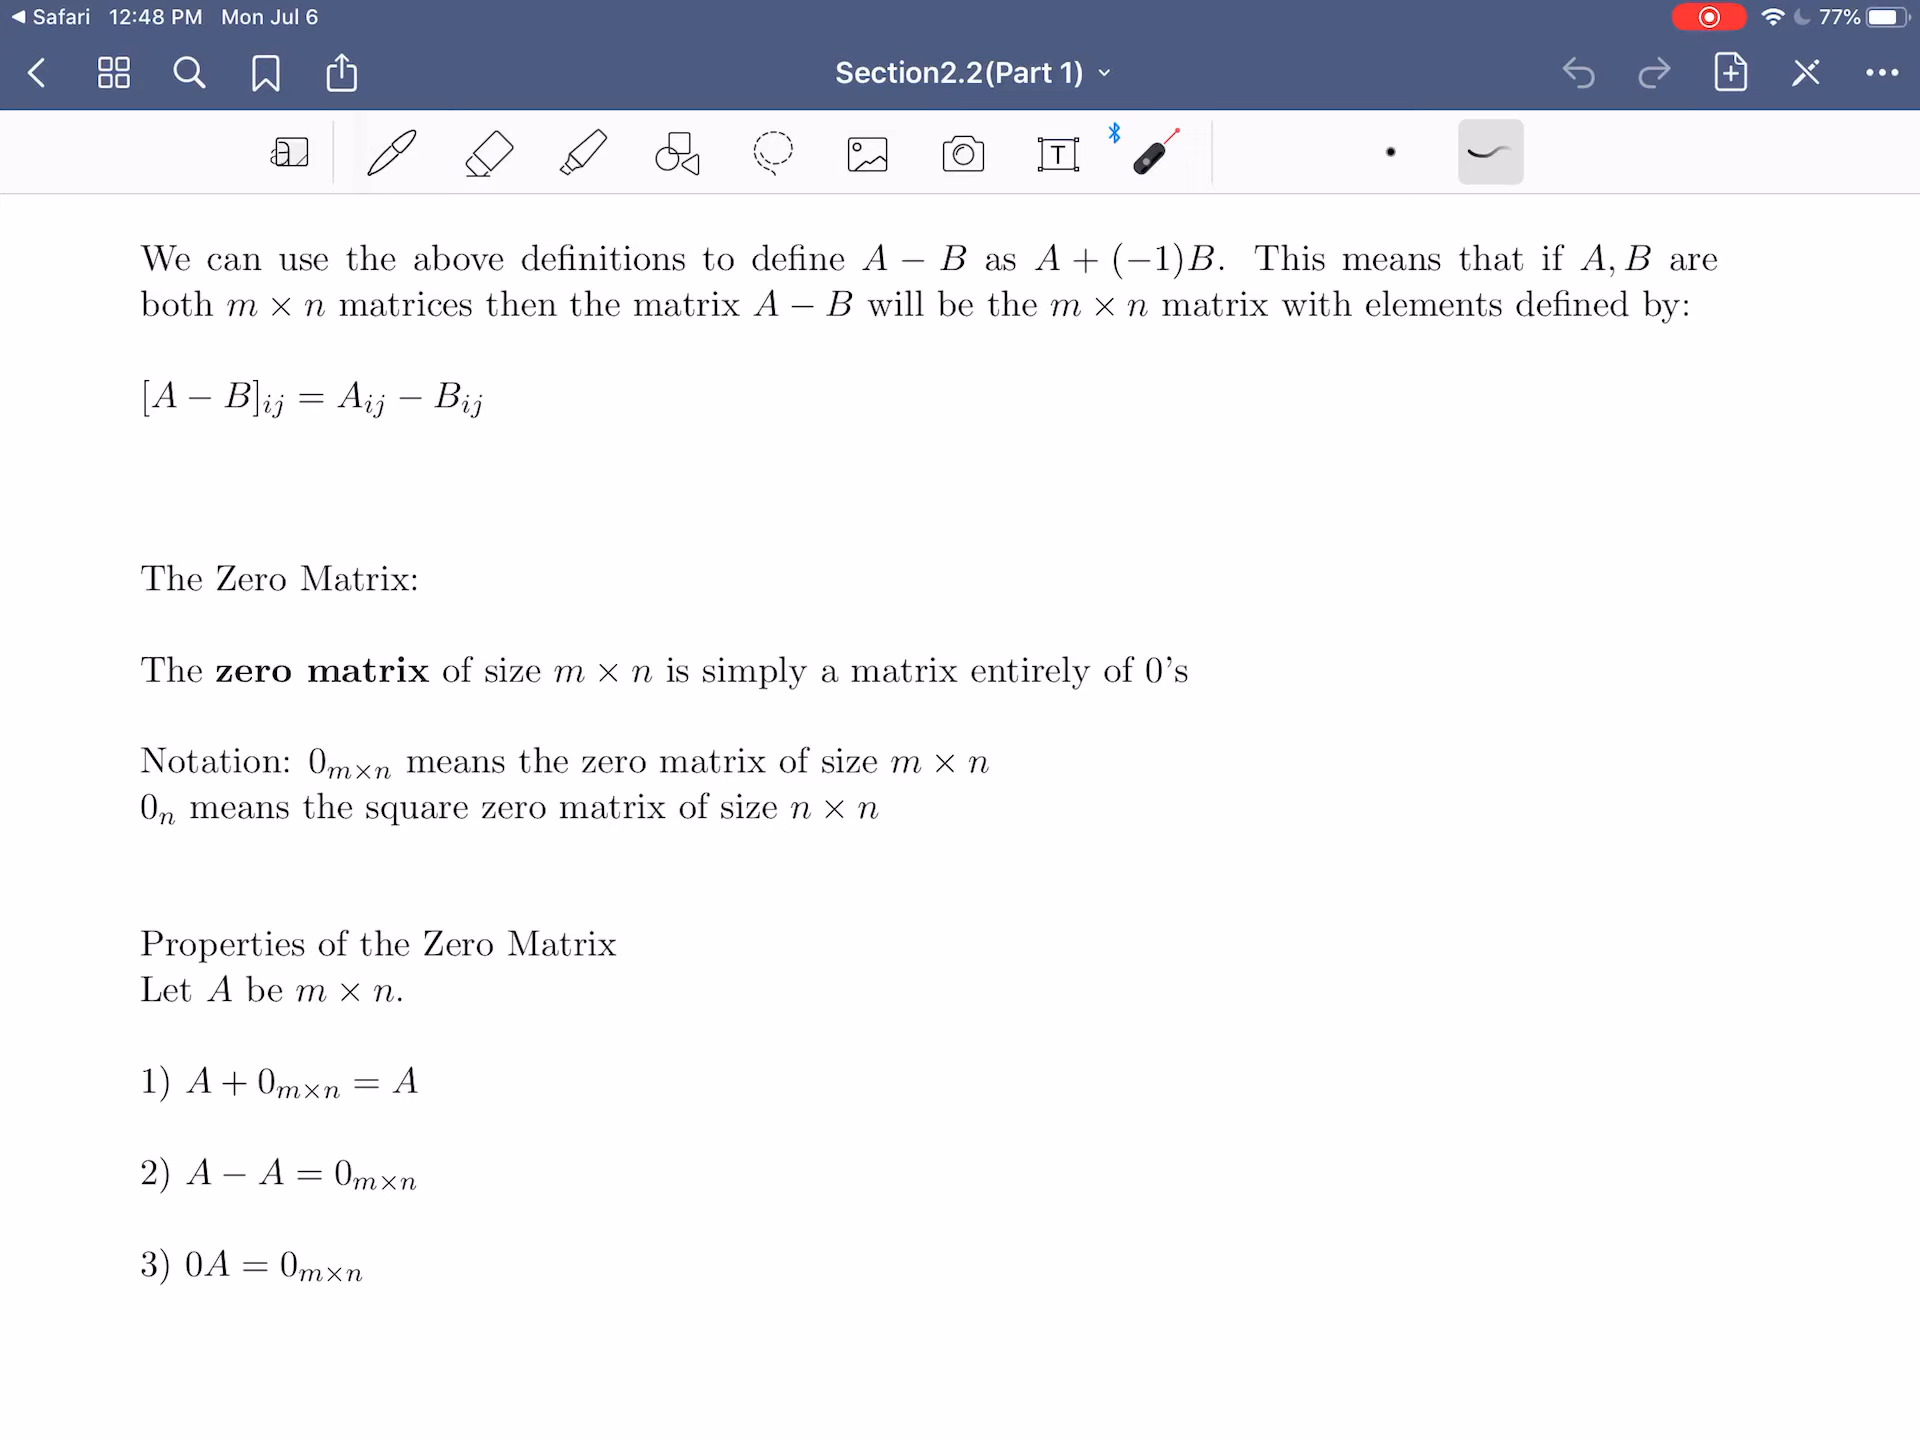 Safari 12:48 PM Mon Jul 6 77%
Section2.2(Part 1)
a T
We can use the above definitions to define A − B as A + (−1)B. This means that if A, B are
both m × n matrices then the matrix A − B will be the m × n matrix with elements defined by:
[A − B]_{ij} = A_{ij} − B_{ij}
The Zero Matrix:
The zero matrix of size m × n is simply a matrix entirely of 0's
Notation: 0_{m×n} means the zero matrix of size m × n
0_n means the square zero matrix of size n × n
Properties of the Zero Matrix
Let A be m × n.
1) A + 0_{m×n} = A
2) A − A = 0_{m×n}
3) 0A = 0_{m×n}